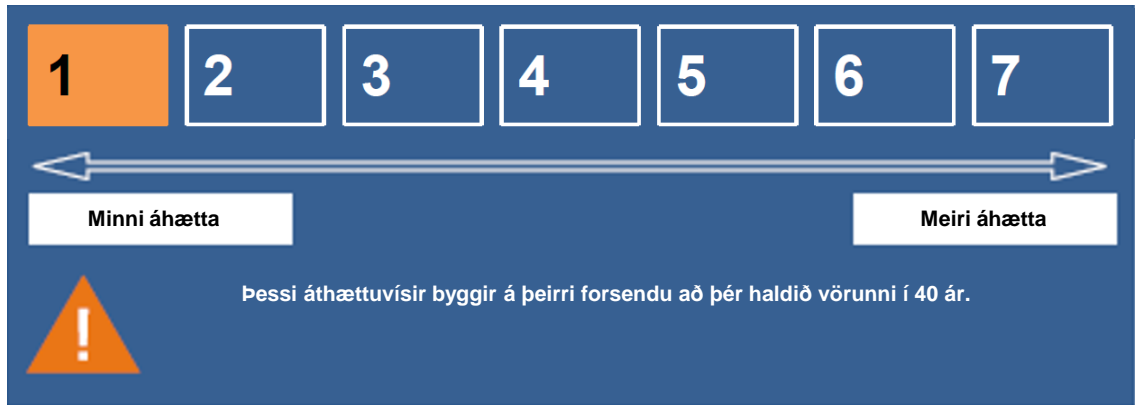 1 2 3 4 5 6 7
Minni áhætta Meiri áhætta
Þessi áthættuvísir byggir á þeirri forsendu að þér haldið vörunni í 40 ár.
!